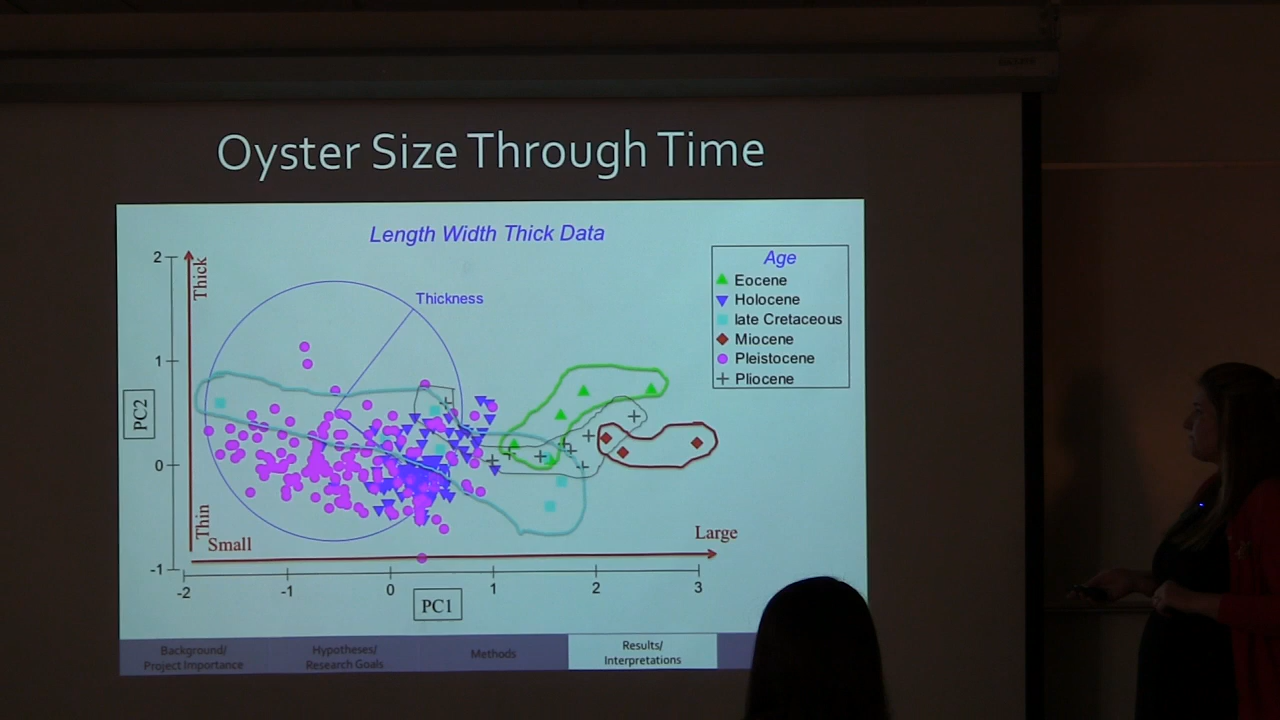 Oyster Size Through Time
Length Width Thick Data
Age
Eocene
Holocene
late Cretaceous
Miocene
Pleistocene
Pliocene
Thickness
Thick
Thin
Small
Large
PC2
2
1
0
-1
-2
-1
0
1
2
3
PC1
Background/
Project Importance
Hypotheses/
Research Goals
Methods
Results/
Interpretations